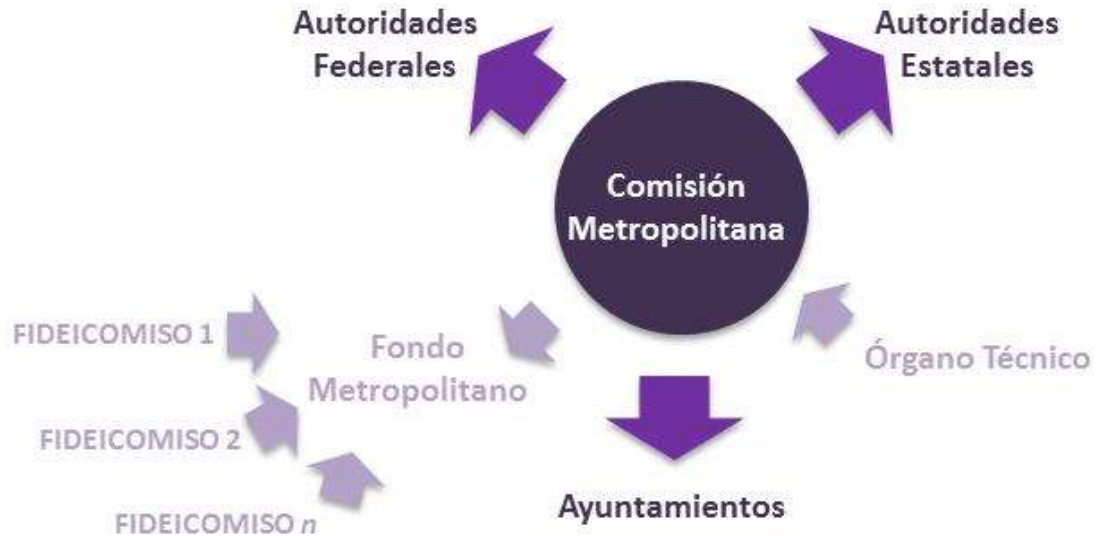 Autoridades
Federales
Autoridades
Estatales
Comisión
Metropolitana
FIDEICOMISO 1
Fondo
Metropolitano
Órgano Técnico
FIDEICOMISO 2
FIDEICOMISO n
Ayuntamientos